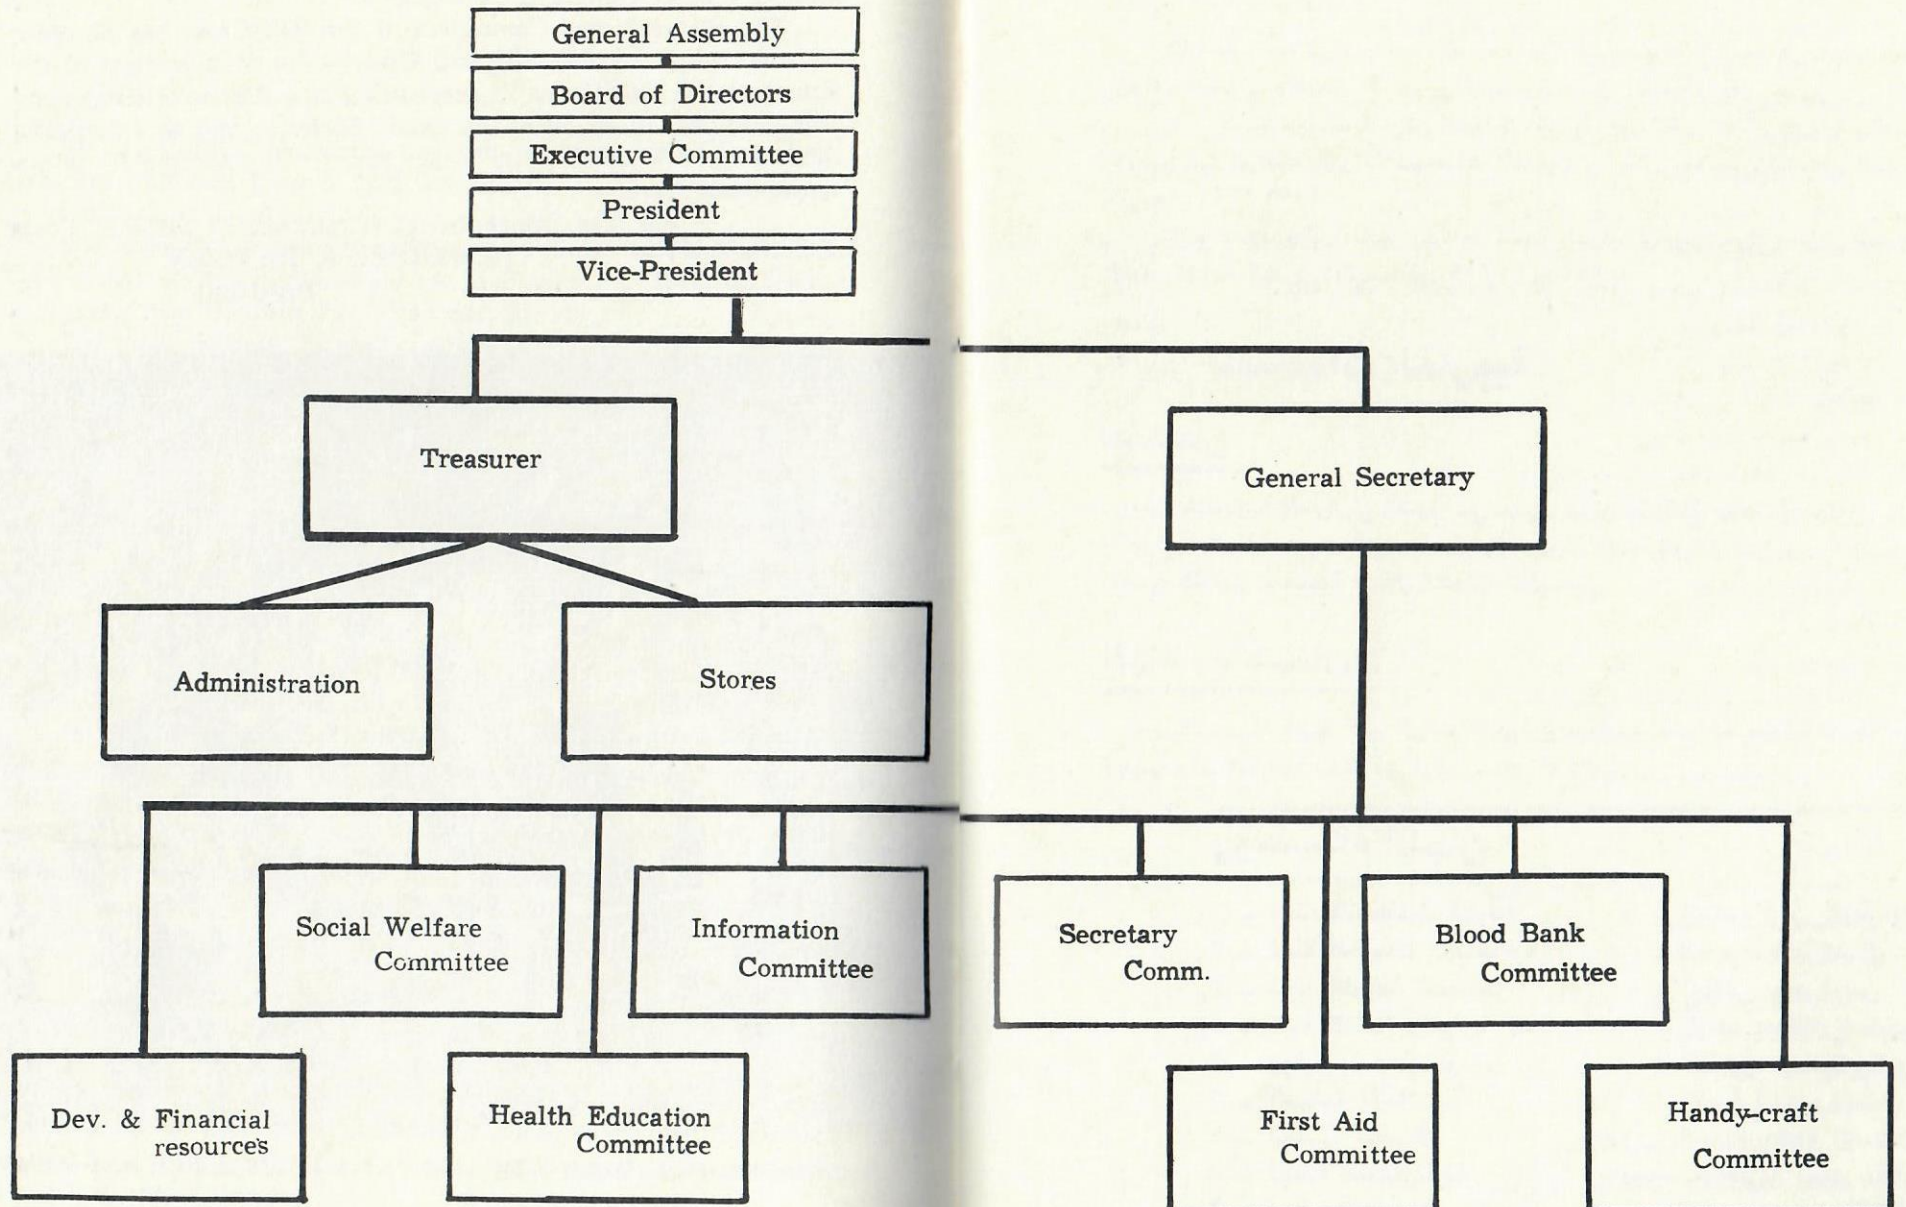 General Assembly
Board of Directors
Executive Committee
President
Vice-President
Treasurer
General Secretary
Administration
Stores
Social Welfare
Committee
Information
Committee
Secretary
Comm.
Blood Bank
Committee
Dev. & Financial
resources
Health Education
Committee
First Aid
Committee
Handy-craft
Committee